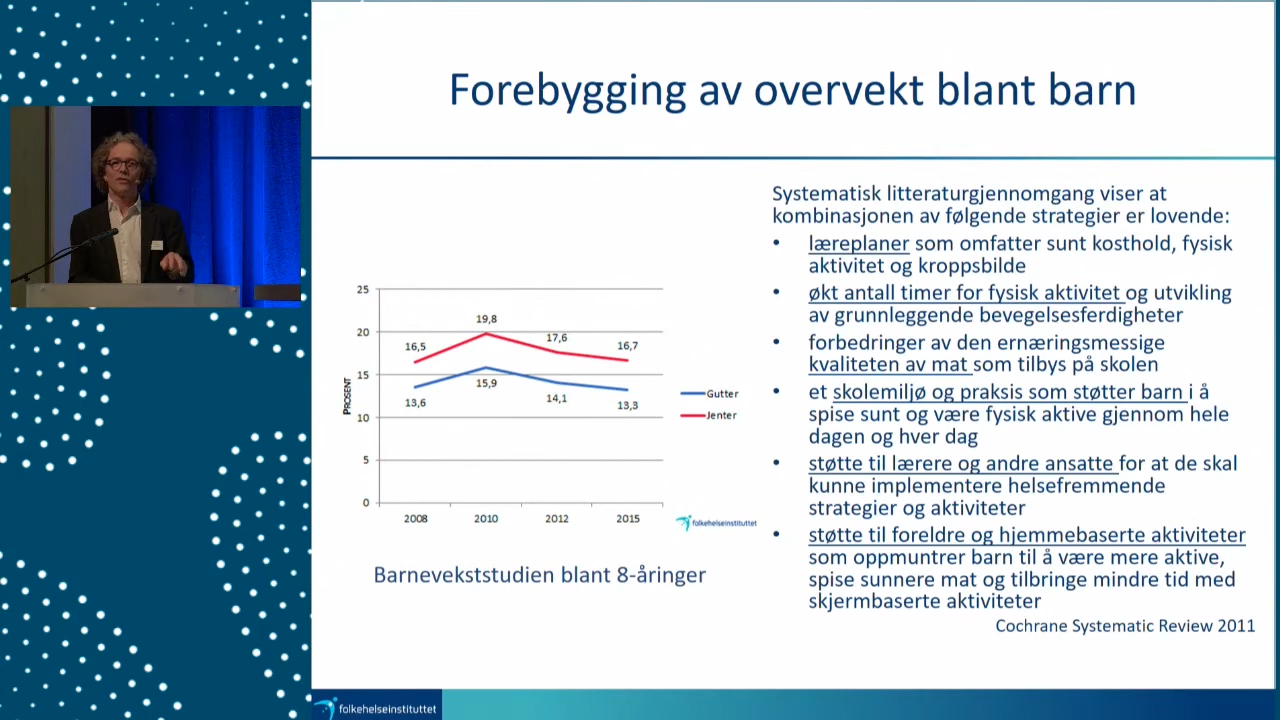 Forebygging av overvekt blant barn
Systematisk litteraturgjennomgang viser at
kombinasjonen av følgende strategier er lovende:
• læreplaner som omfatter sunt kosthold, fysisk
aktivitet og kroppsbilde
• økt antall timer for fysisk aktivitet og utvikling
av grunnleggende bevegelsesferdigheter
• forbedringer av den ernæringsmessige
kvaliteten av mat som tilbys på skolen
• et skolemiljø og praksis som støtter barn i å
spise sunt og være fysisk aktive gjennom hele
dagen og hver dag
• støtte til lærere og andre ansatte for at de skal
kunne implementere helsefremmende
strategier og aktiviteter
• støtte til foreldre og hjemmebaserte aktiviteter
som oppmuntrer barn til å være mere aktive,
spise sunnere mat og tilbringe mindre tid med
skjermbaserte aktiviteter
Cochrane Systematic Review 2011
PROSENT
25
20
15
10
5
0
16,5
19,8
17,6
16,7
13,6
15,9
14,1
13,3
2008
2010
2012
2015
Gutter
Jenter
folkehelseinstituttet
Barnevekststudien blant 8-åringer
folkehelseinstituttet